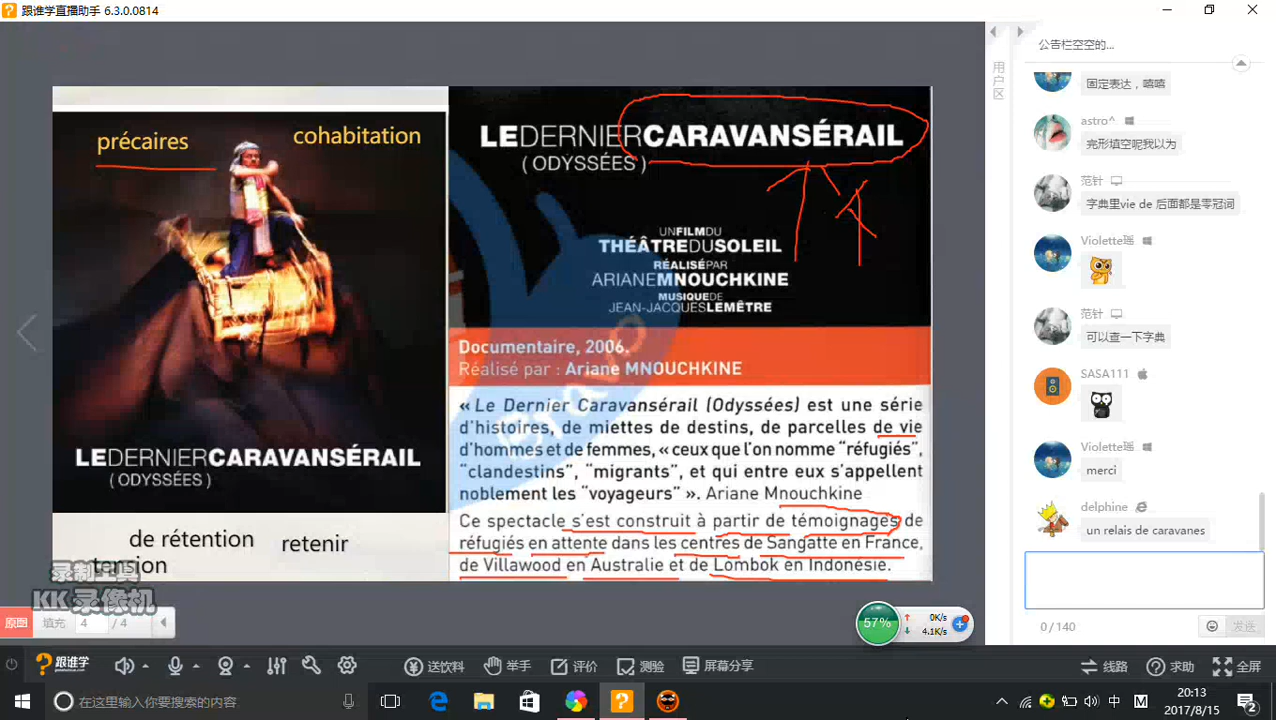 跟谁学直播助手 6.3.0.0814
précaires
cohabitation
LEDERNIERCARAVANSÉRAIL
(ODYSSÉES)
de rétention
retenir
tension
录制工具
KK 录像机
LEDERNIERCARAVANSÉRAIL
(ODYSSÉES)
UNFILMDU
THÉÂTREDUSOLEIL
RÉALISÉPAR
ARIANEMNOUCHKINE
MUSIQUEDE
JEAN-JACQUESLEMÊTRE
Bravo
Documentaire, 2006.
Réalisé par : Ariane MNOUCHKINE
« Le Dernier Caravansérail (Odyssées) est une série
d'histoires, de miettes de destins, de parcelles de vie
d'hommes et de femmes, « ceux que l'on nomme "réfugiés",
"clandestins", "migrants", et qui entre eux s'appellent
noblement les "voyageurs" ». Ariane Mnouchkine
Ce spectacle s'est construit à partir de témoignages de
réfugiés en attente dans les centres de Sangatte en France,
de Villawood en Australie et de Lombok en Indonésie.
原图
填充
4
/ 4
57%
0K/s
4.1K/s
用户区
公告栏空空的...
固定表达，嘻嘻
astro^
完形填空呢我以为
范针
字典里vie de 后面都是零冠词
Violette瑶
范针
可以查一下字典
SASA111
Violette瑶
merci
delphine
un relais de caravanes
0 / 140
发送
跟谁学
送饮料
举手
评价
测验
屏幕分享
线路
求助
全屏
在这里输入你要搜索的内容
中
M
20:13
2017/8/15
2